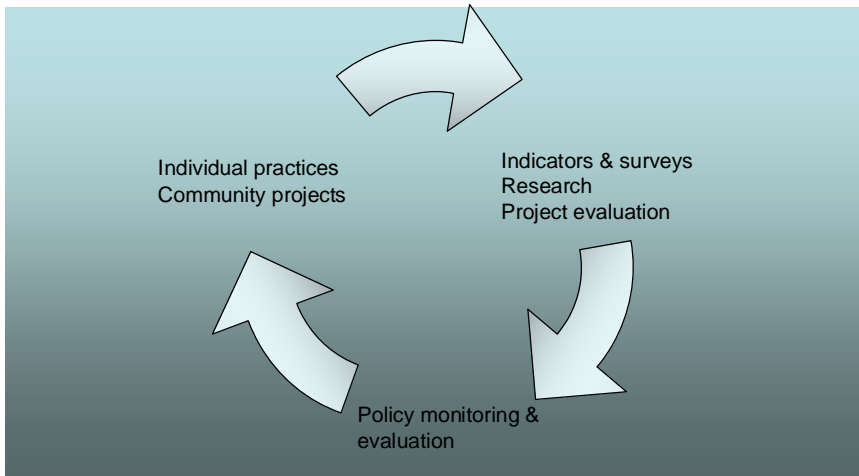 Individual practices
Community projects
Indicators & surveys
Research
Project evaluation
Policy monitoring &
evaluation